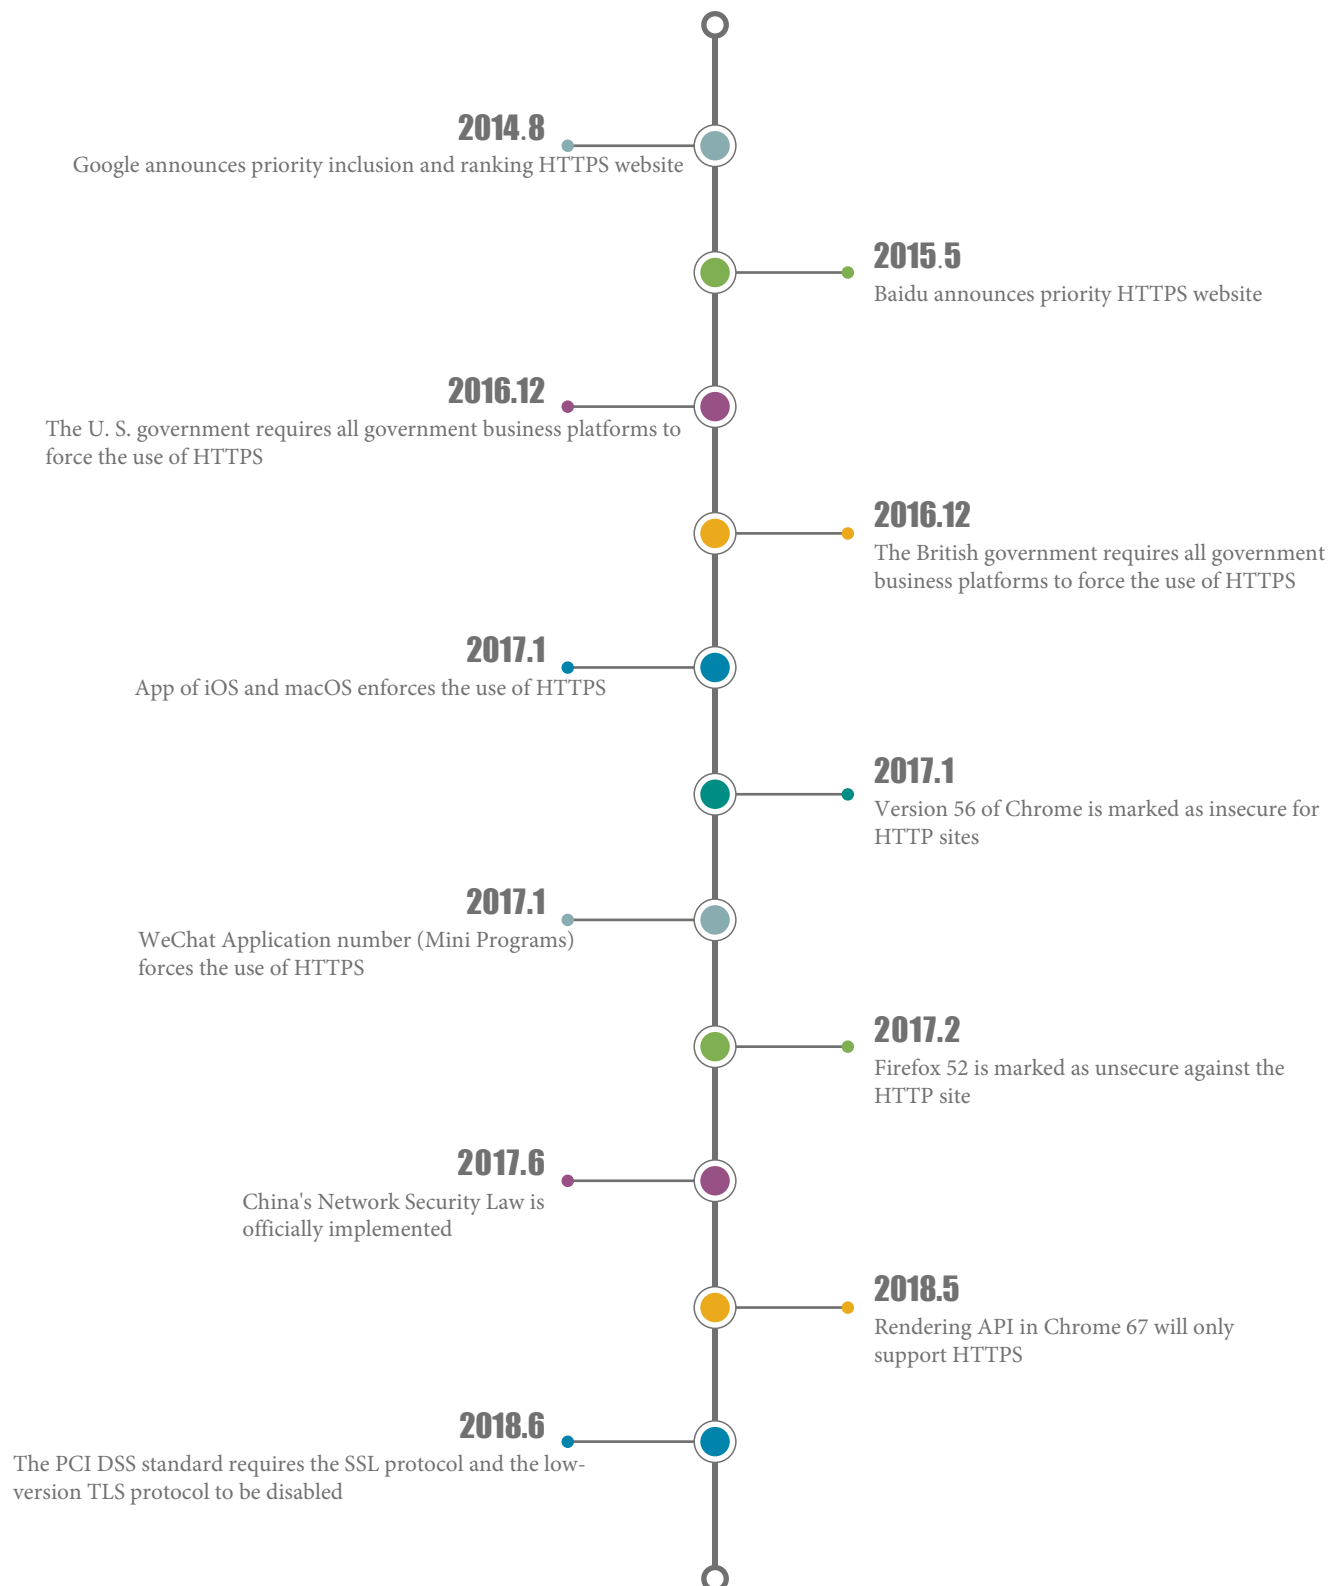 2014.8
Google announces priority inclusion and ranking HTTPS website
2015.5
Baidu announces priority HTTPS website
2016.12
The U. S. government requires all government business platforms to
force the use of HTTPS
2016.12
The British government requires all government
business platforms to force the use of HTTPS
2017.1
App of iOS and macOS enforces the use of HTTPS
2017.1
Version 56 of Chrome is marked as insecure for
HTTP sites
2017.1
WeChat Application number (Mini Programs)
forces the use of HTTPS
2017.2
Firefox 52 is marked as unsecure against the
HTTP site
2017.6
China's Network Security Law is
officially implemented
2018.5
Rendering API in Chrome 67 will only
support HTTPS
2018.6
The PCI DSS standard requires the SSL protocol and the low-
version TLS protocol to be disabled